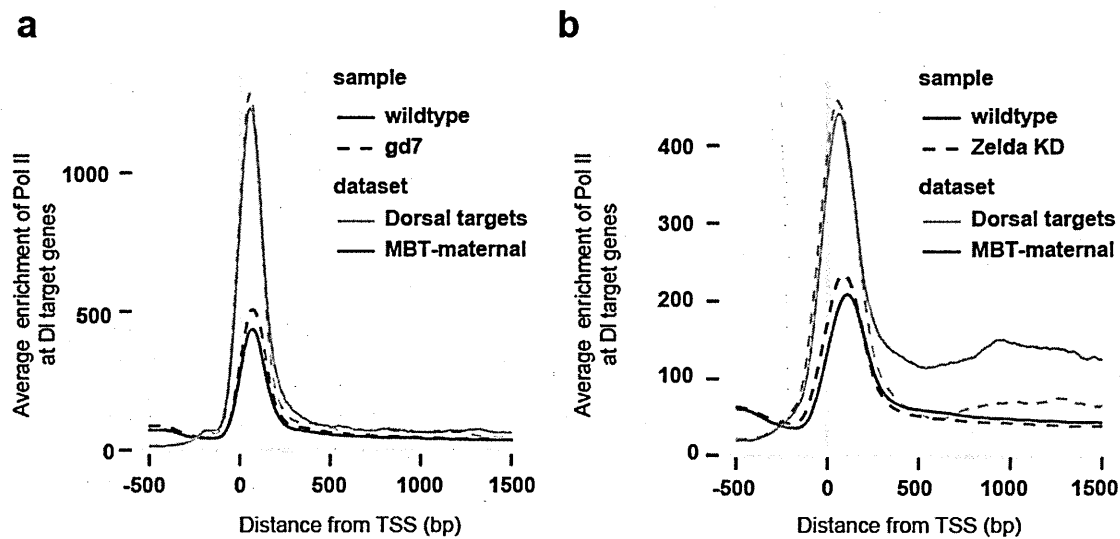 a
sample
wildtype
gd7
dataset
Dorsal targets
MBT-maternal
Average enrichment of Pol II
at Dl target genes
1000
500
0
-500 0 500 1000 1500
Distance from TSS (bp)
b
sample
wildtype
Zelda KD
dataset
Dorsal targets
MBT-maternal
Average enrichment of Pol II
at Dl target genes
400
300
200
100
0
-500 0 500 1000 1500
Distance from TSS (bp)